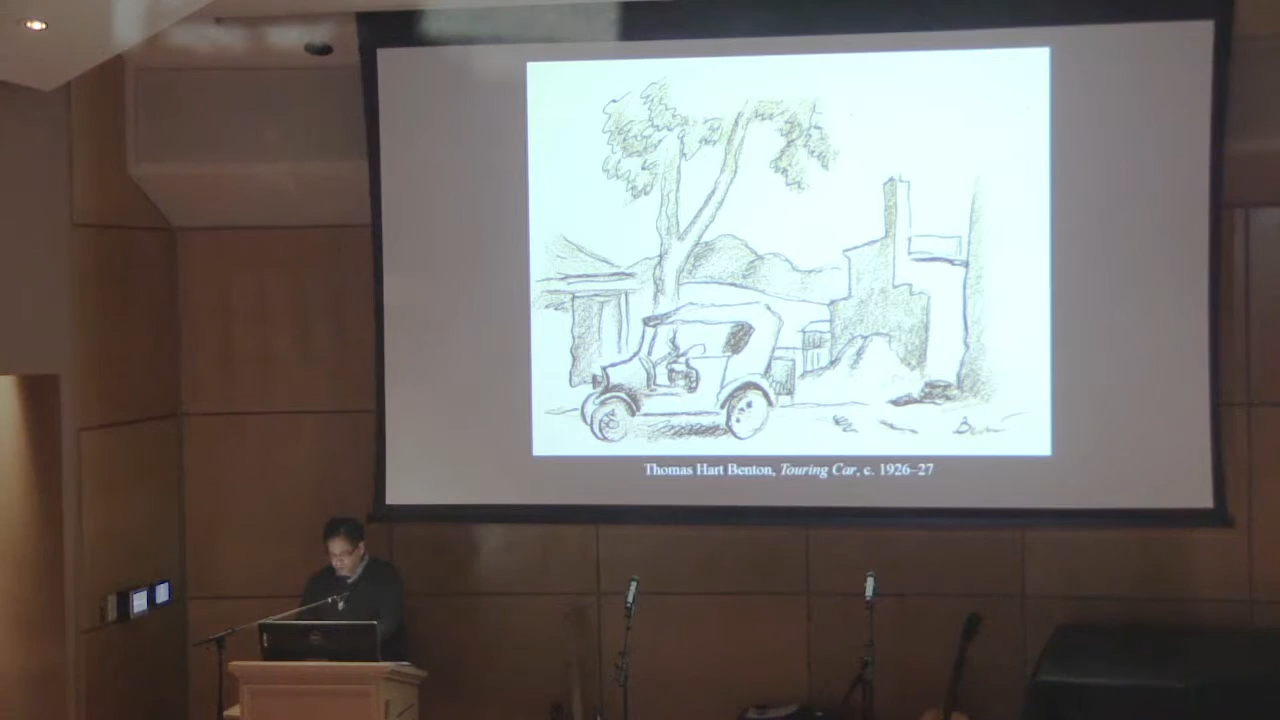 Thomas Hart Benton, Touring Car, c. 1926–27